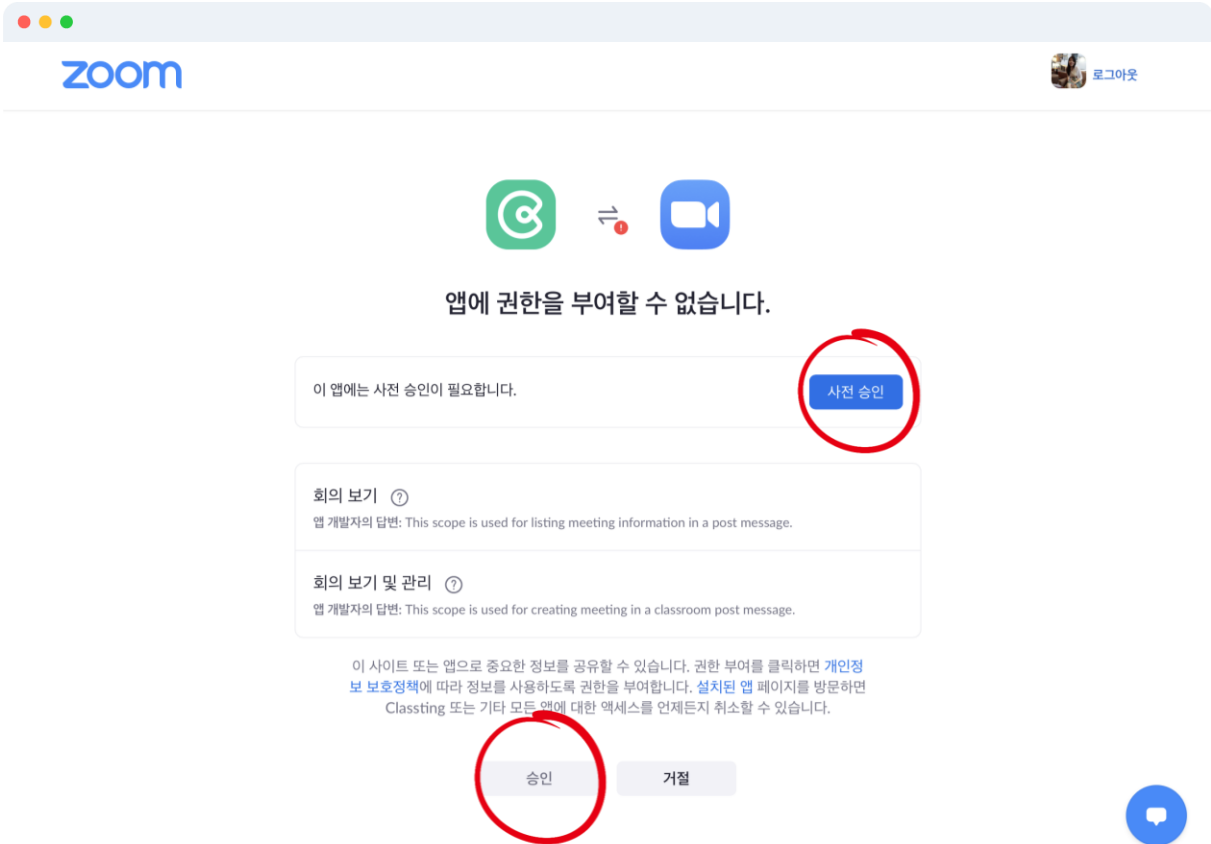 zoom
로그아웃
앱에 권한을 부여할 수 없습니다.
이 앱에는 사전 승인이 필요합니다.
사전 승인
회의 보기 ?
앱 개발자의 답변: This scope is used for listing meeting information in a post message.
회의 보기 및 관리 ?
앱 개발자의 답변: This scope is used for creating meeting in a classroom post message.
이 사이트 또는 앱으로 중요한 정보를 공유할 수 있습니다. 권한 부여를 클릭하면 개인정
보 보호정책에 따라 정보를 사용하도록 권한을 부여합니다. 설치된 앱 페이지를 방문하면
Classting 또는 기타 모든 앱에 대한 액세스를 언제든지 취소할 수 있습니다.
승인
거절